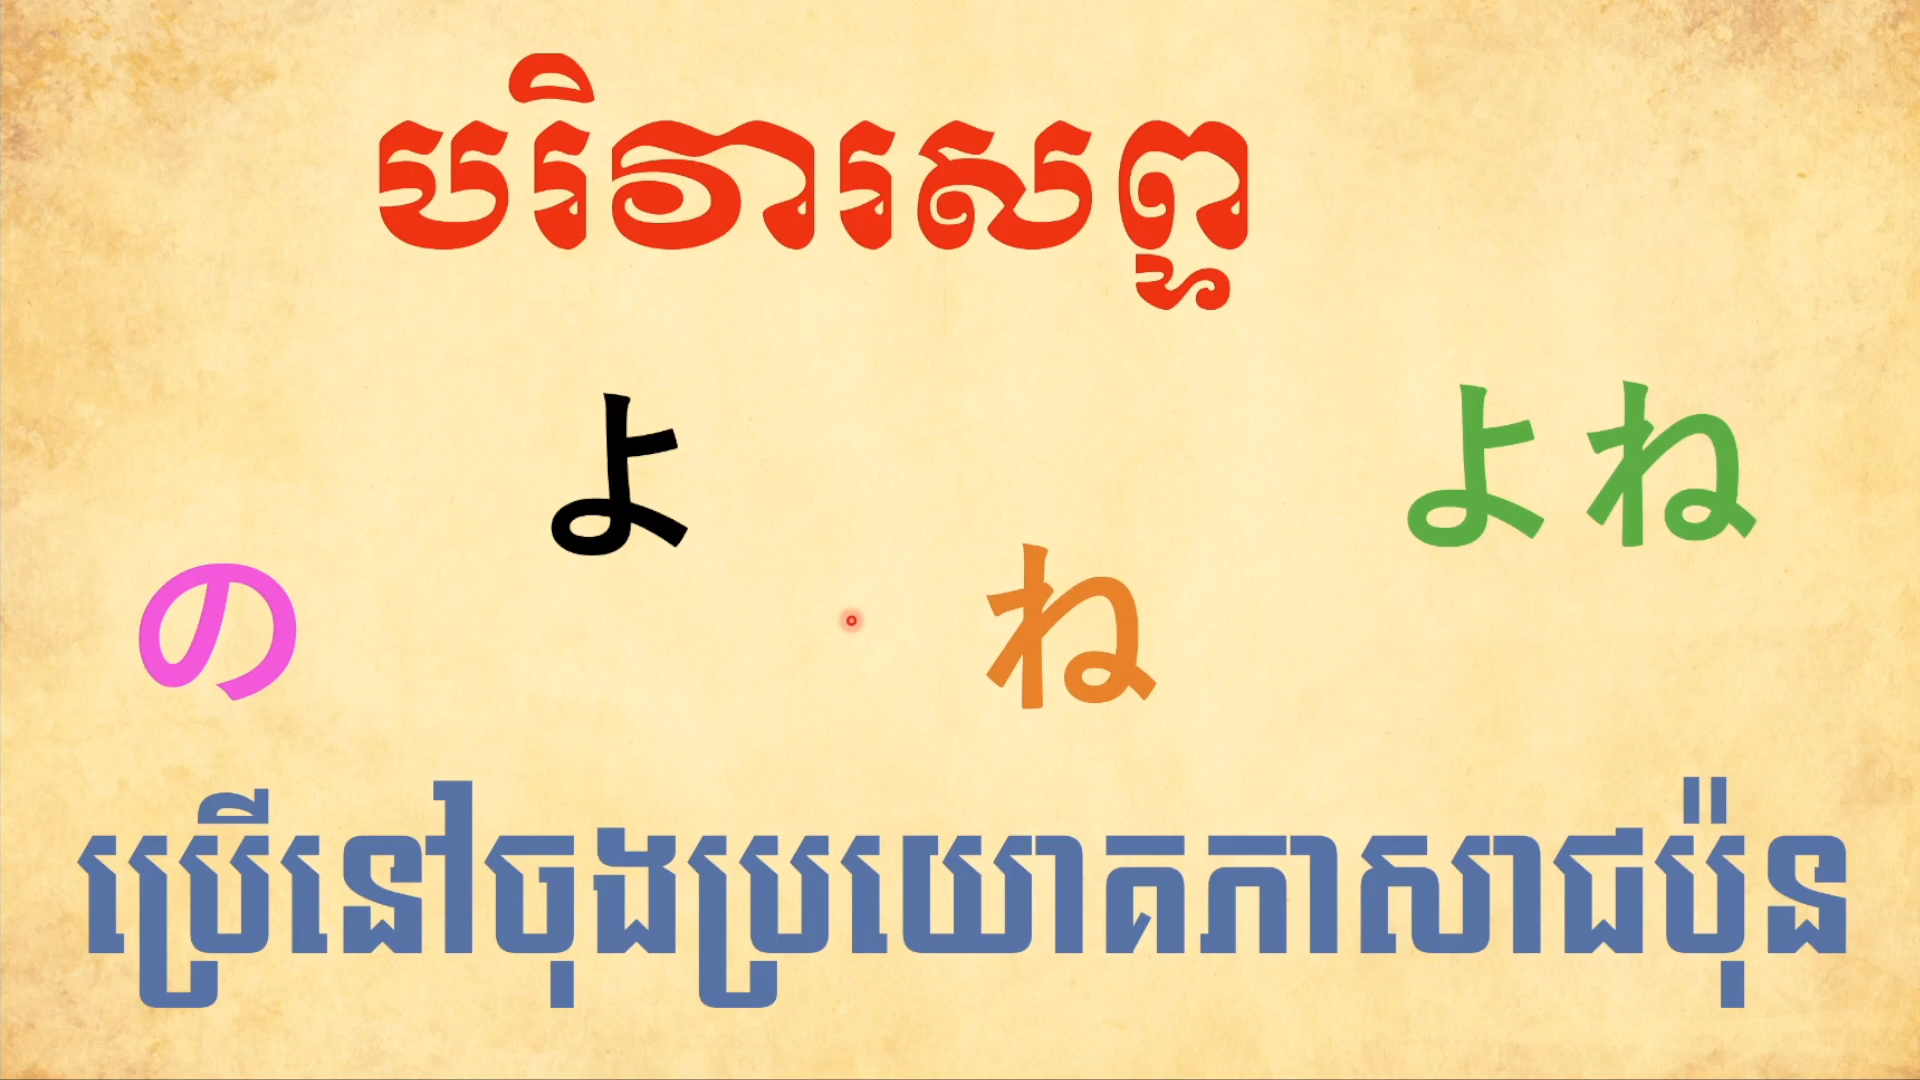 បរិវារសព្ទ
の よ ね よね
ប្រើនៅចុងប្រយោគភាសាជប៉ុន